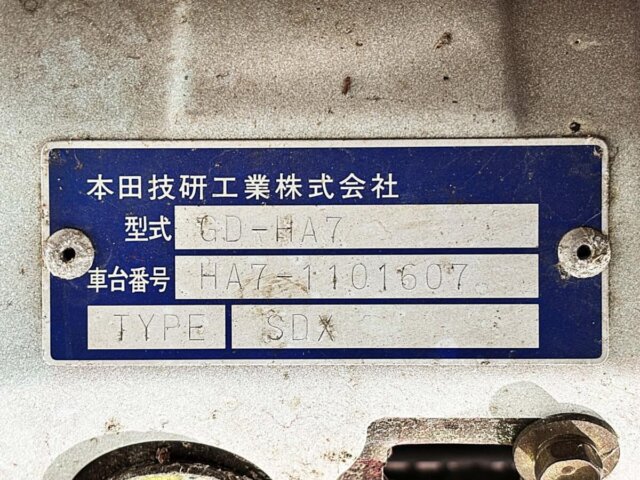 本田技研工業株式会社
型式 GD-HA7
車台番号 HA7-1101607
TYPE SDX